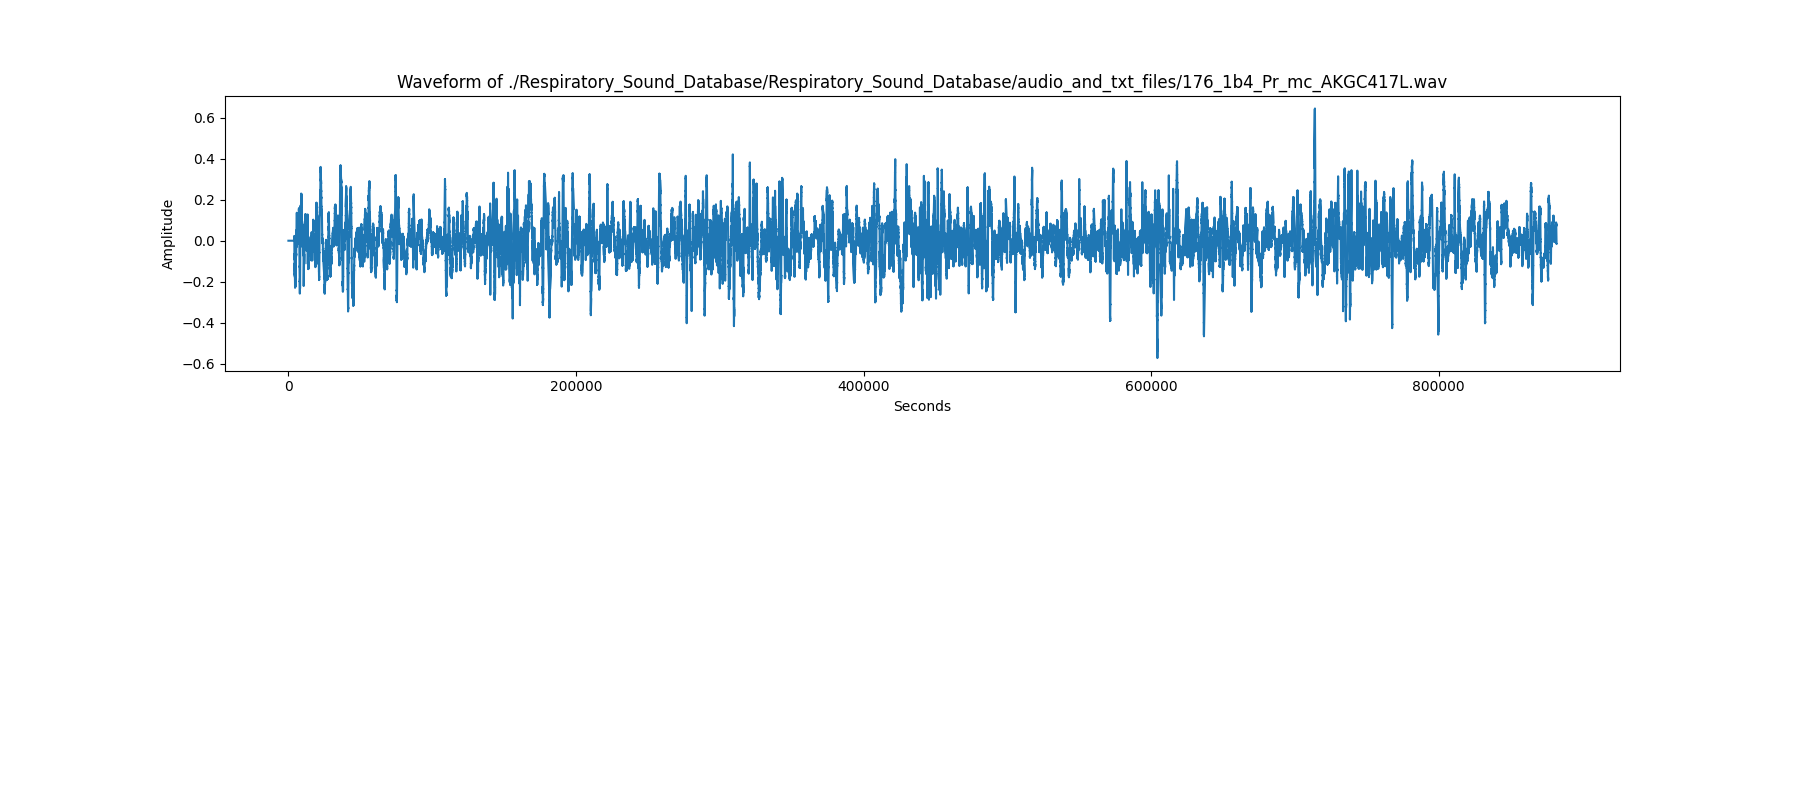 Waveform of ./Respiratory_Sound_Database/Respiratory_Sound_Database/audio_and_txt_files/176_1b4_Pr_mc_AKGC417L.wav
0.6
0.4
0.2
0.0
−0.2
−0.4
−0.6
Amplitude
0 200000 400000 600000 800000
Seconds